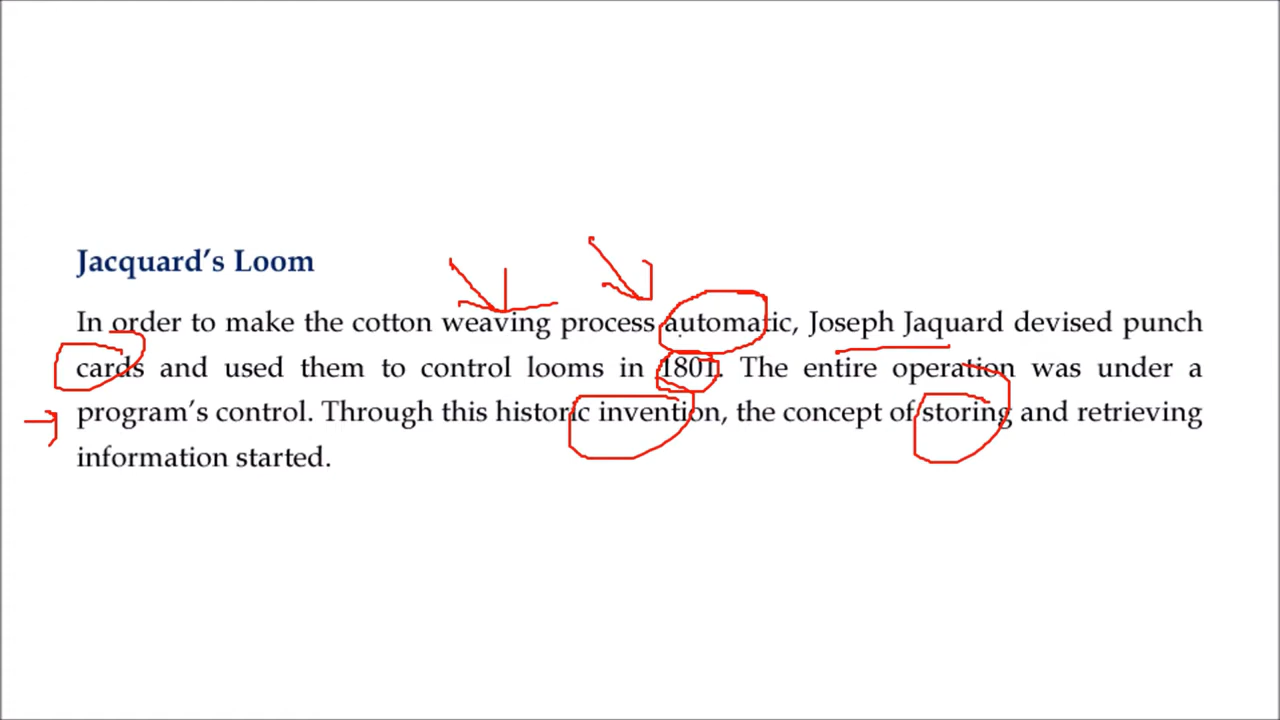 Jacquard's Loom
In order to make the cotton weaving process automatic, Joseph Jaquard devised punch
cards and used them to control looms in 1801. The entire operation was under a
program's control. Through this historic invention, the concept of storing and retrieving
information started.